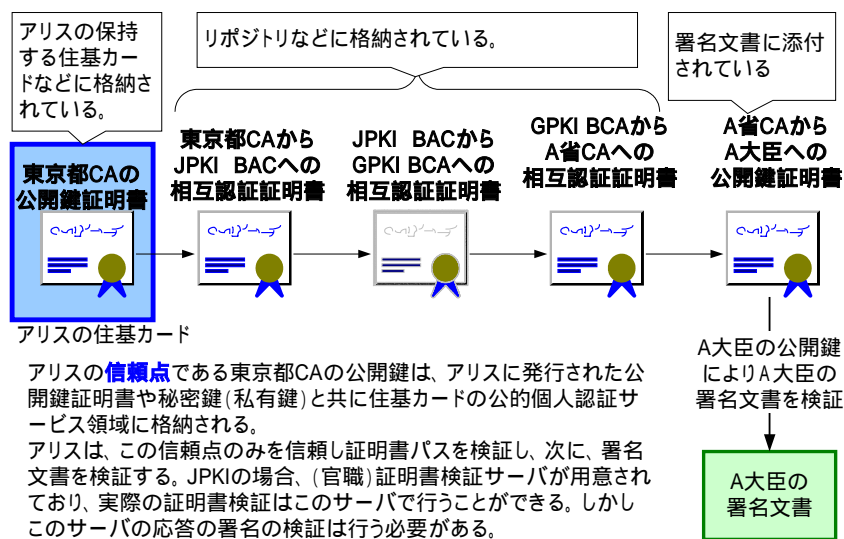 アリスの保持
する住基カー
ドなどに格納さ
れている。
リポジトリなどに格納されている。
署名文書に添付
されている
東京都CAの
公開鍵証明書
東京都CAから
JPKI BACへの
相互認証証明書
JPKI BACから
GPKI BCAへの
相互認証証明書
GPKI BCAから
A省CAへの
相互認証証明書
A省CAから
A大臣への
公開鍵証明書
アリスの住基カード
アリスの信頼点である東京都CAの公開鍵は、アリスに発行された公
開鍵証明書や秘密鍵(私有鍵)と共に住基カードの公的個人認証サ
ービス領域に格納される。
アリスは、この信頼点のみを信頼し証明書パスを検証し、次に、署名
文書を検証する。JPKIの場合、(官職)証明書検証サーバが用意され
ており、実際の証明書検証はこのサーバで行うことができる。しかし
このサーバの応答の署名の検証は行う必要がある。
A大臣の公開鍵
によりA大臣の
署名文書を検証
A大臣の
署名文書